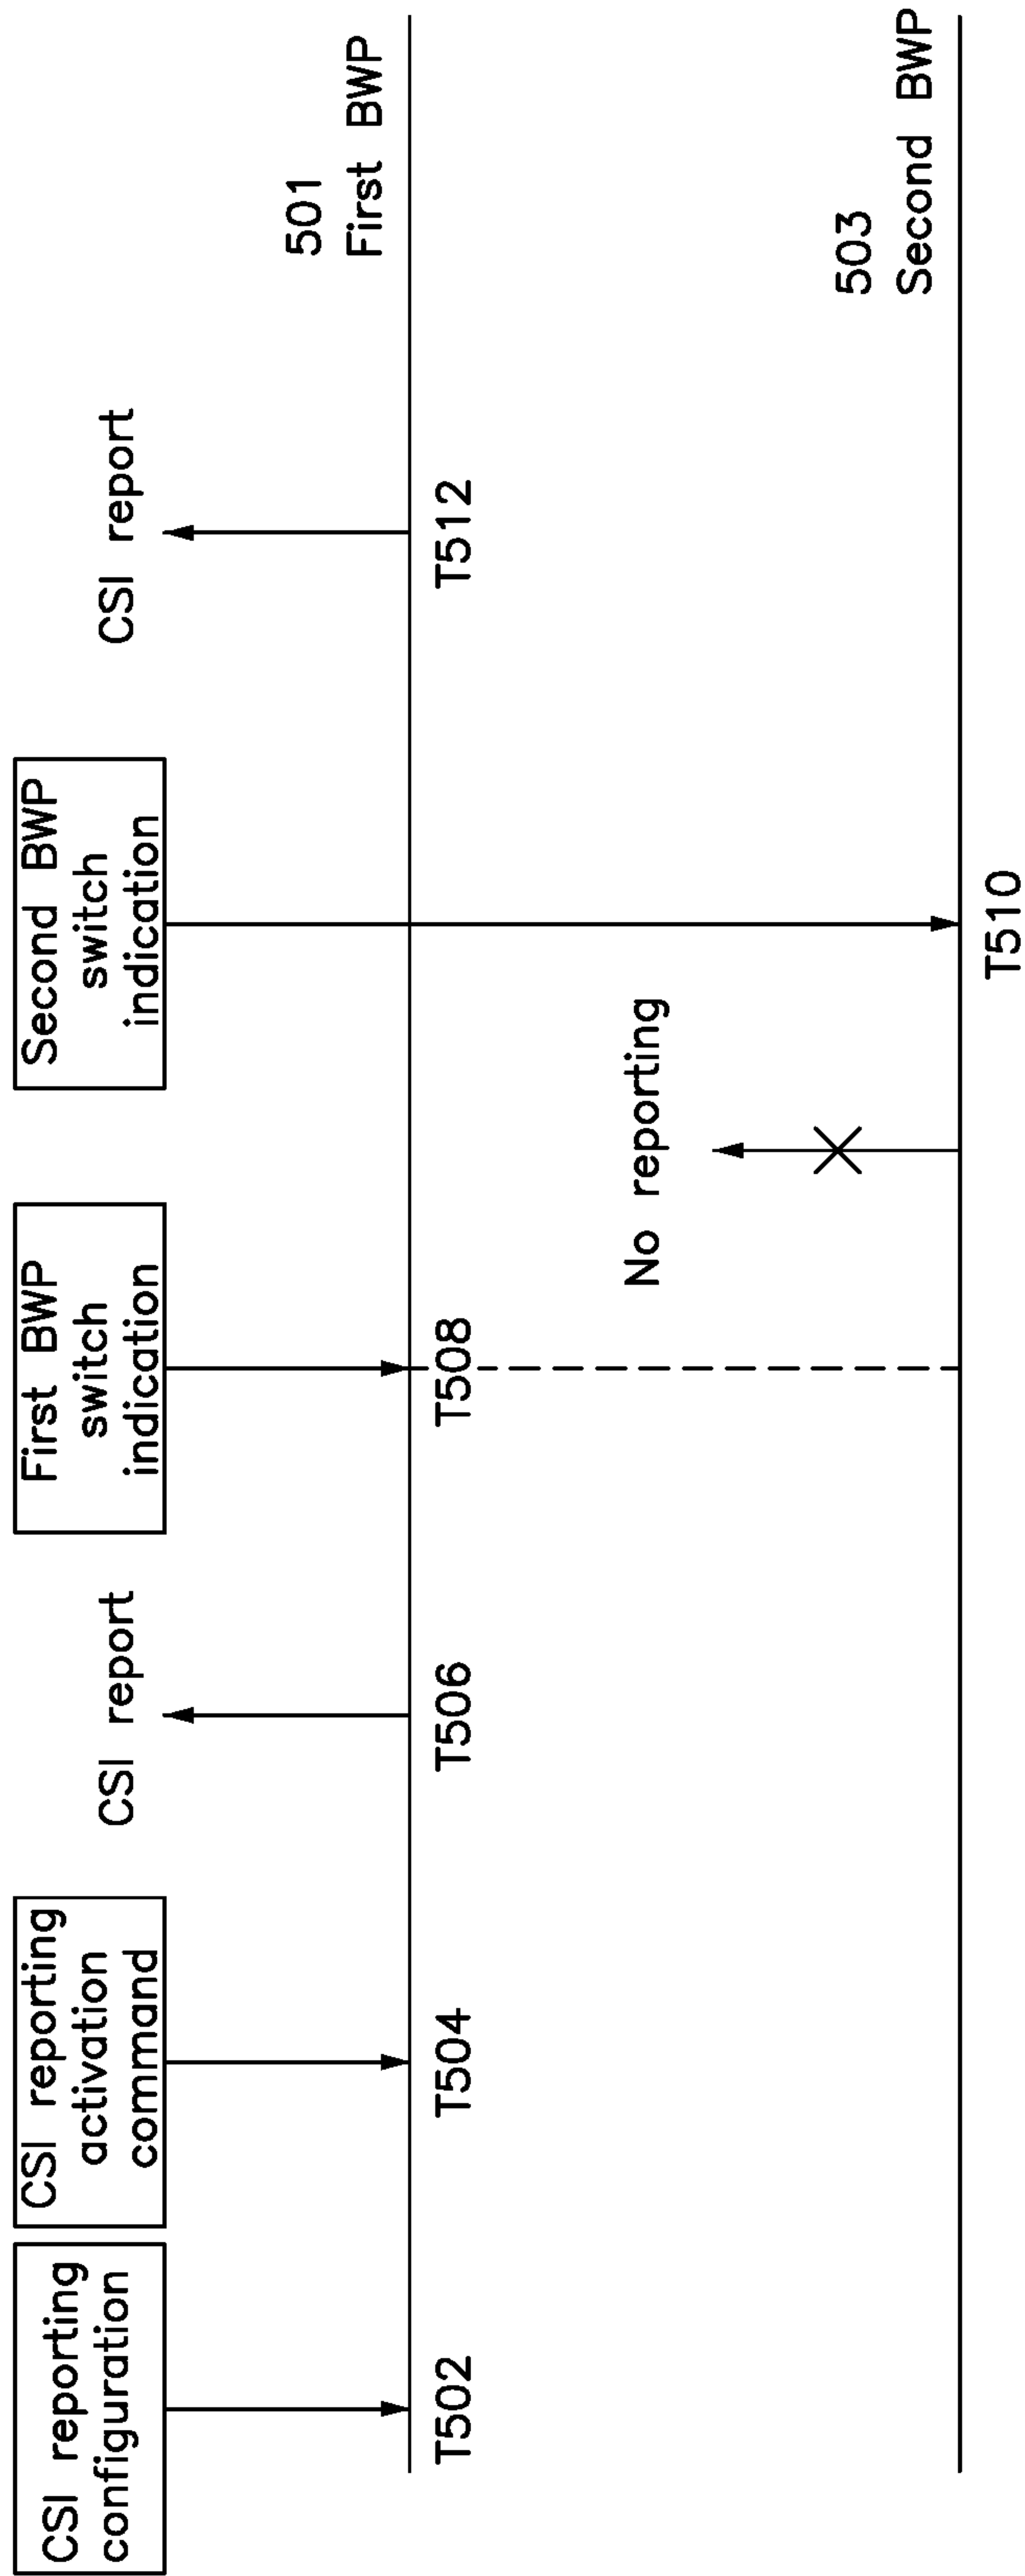 CSI reporting
configuration
CSI reporting
activation
command
CSI report
First BWP
switch
indication
Second BWP
switch
indication
CSI report
501
First BWP
T502
T504
T506
T508
T512
No reporting
503
Second BWP
T510